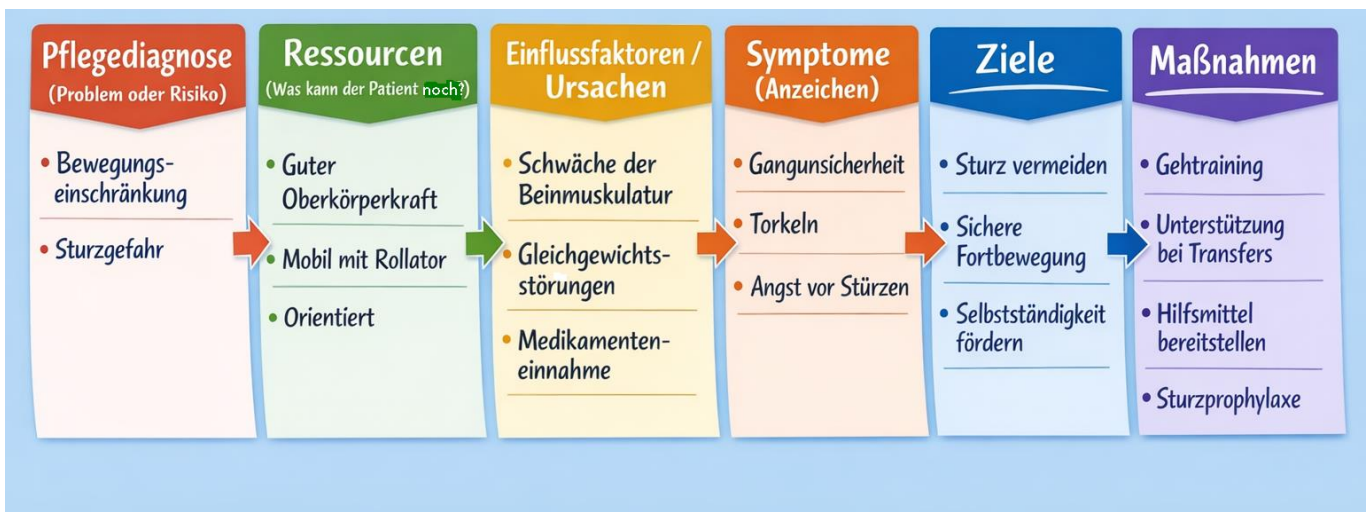 Pflegediagnose
(Problem oder Risiko)
• Bewegungs-
einschränkung
• Sturzgefahr
Ressourcen
(Was kann der Patient noch?)
• Guter
Oberkörperkraft
• Mobil mit Rollator
• Orientiert
Einflussfaktoren /
Ursachen
• Schwäche der
Beinmuskulatur
• Gleichgewichts-
störungen
• Medikamenten-
einnahme
Symptome
(Anzeichen)
• Gangunsicherheit
• Torkeln
• Angst vor Stürzen
Ziele
• Sturz vermeiden
• Sichere
Fortbewegung
• Selbstständigkeit
fördern
Maßnahmen
• Gehtraining
• Unterstützung
bei Transfers
• Hilfsmittel
bereitstellen
• Sturzprophylaxe